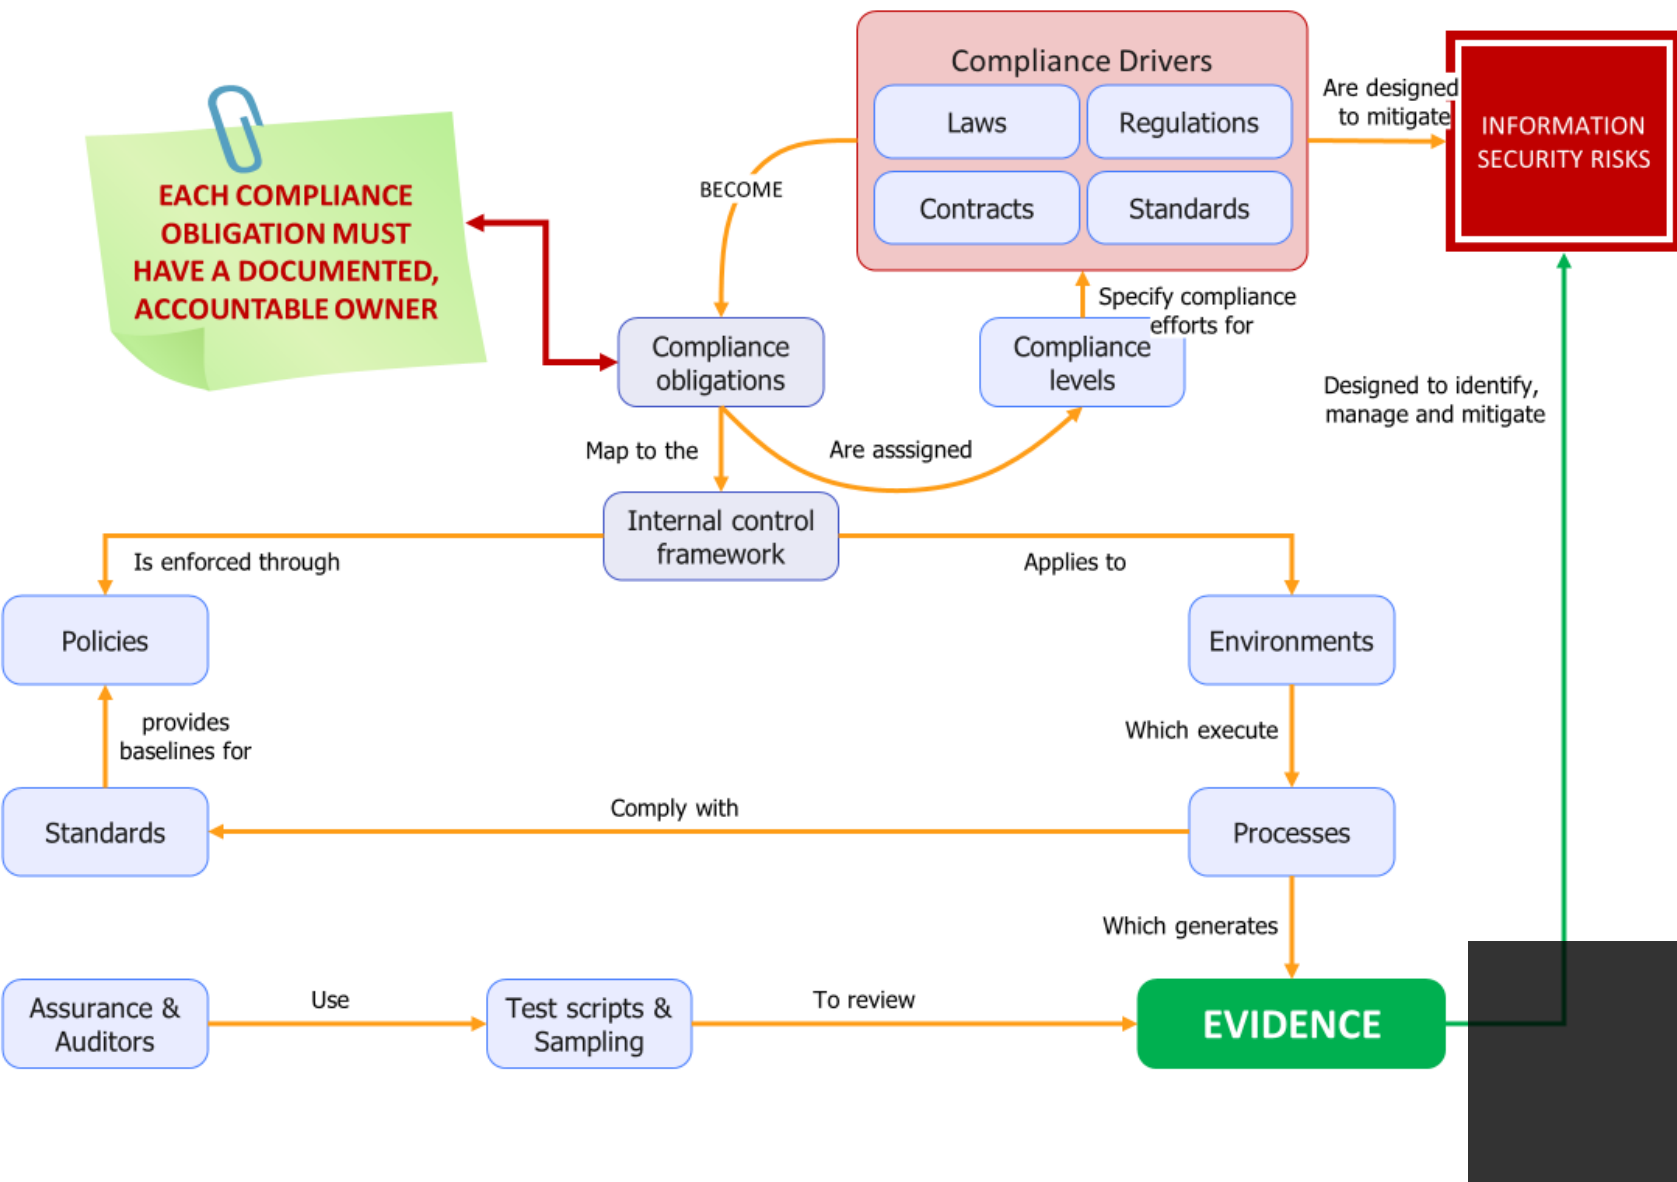 Compliance Drivers
Laws
Regulations
Contracts
Standards
Are designed
to mitigate
INFORMATION
SECURITY RISKS
EACH COMPLIANCE
OBLIGATION MUST
HAVE A DOCUMENTED,
ACCOUNTABLE OWNER
BECOME
Specify compliance
efforts for
Compliance
obligations
Compliance
levels
Designed to identify,
manage and mitigate
Map to the
Are asssigned
Internal control
framework
Is enforced through
Applies to
Policies
Environments
provides
baselines for
Which execute
Standards
Comply with
Processes
Which generates
Assurance &
Auditors
Use
Test scripts &
Sampling
To review
EVIDENCE